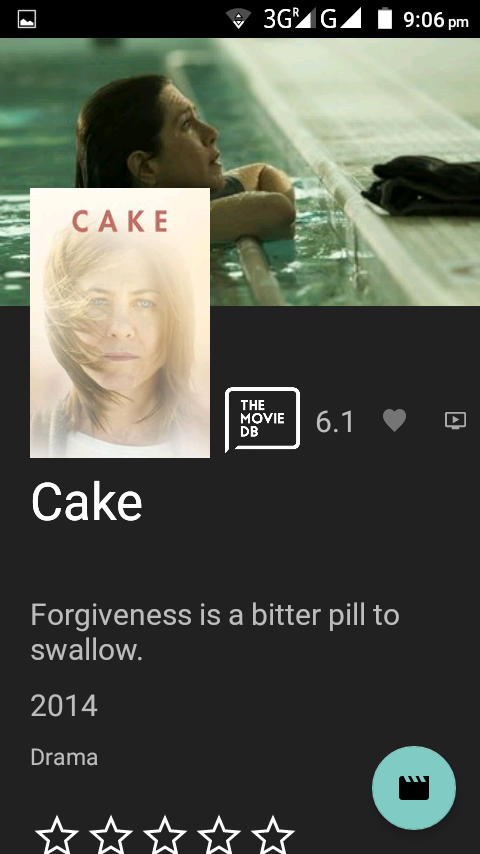 3G R G 9:06 pm
CAKE
THE
MOVIE
DB
6.1
Cake
Forgiveness is a bitter pill to
swallow.
2014
Drama